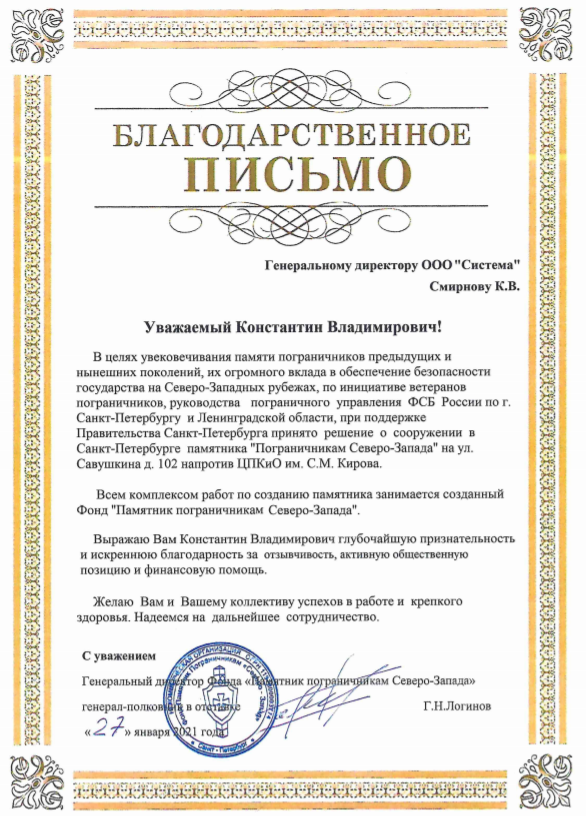 БЛАГОДАРСТВЕННОЕ
ПИСЬМО
Генеральному директору ООО "Система"
Смирнову К.В.
Уважаемый Константин Владимирович!
В целях увековечивания памяти пограничников предыдущих и
нынешних поколений, их огромного вклада в обеспечение безопасности
государства на Северо-Западных рубежах, по инициативе ветеранов
пограничников, руководства пограничного управления ФСБ России по г.
Санкт-Петербургу и Ленинградской области, при поддержке
Правительства Санкт-Петербурга принято решение о сооружении в
Санкт-Петербурге памятника "Пограничникам Северо-Запада" на ул.
Савушкина д. 102 напротив ЦПКиО им. С.М. Кирова.
Всем комплексом работ по созданию памятника занимается созданный
Фонд "Памятник пограничникам Северо-Запада".
Выражаю Вам Константин Владимирович глубочайшую признательность
и искреннюю благодарность за отзывчивость, активную общественную
позицию и финансовую помощь.
Желаю Вам и Вашему коллективу успехов в работе и крепкого
здоровья. Надеемся на дальнейшее сотрудничество.
С уважением
Генеральный директор Фонда «Памятник пограничникам Северо-Запада»
генерал-полковник в отставке Г.Н.Логинов
«27» января 2021 года
Санкт-Петербург